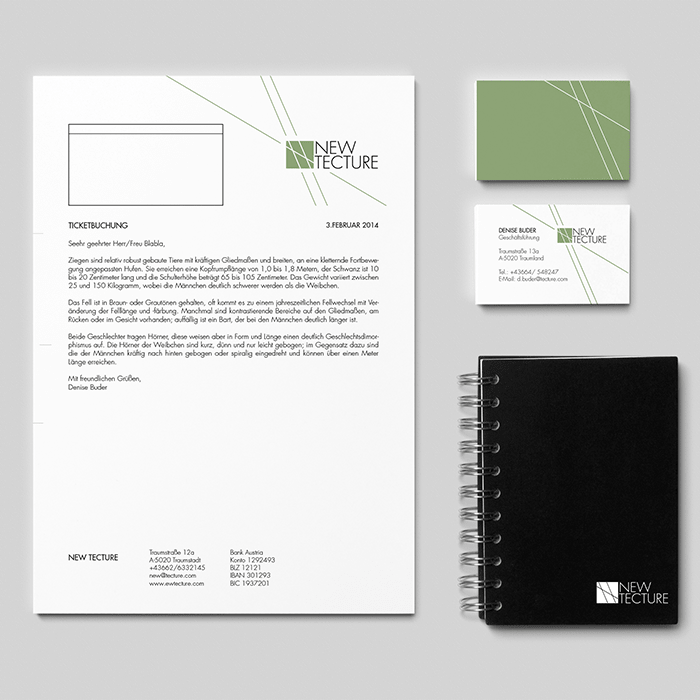 NEW
TECTURE
TICKETBUCHUNG 3.FEBRUAR 2014
Seehr geehrter Herr/Freu Blabla,
Ziegen sind relativ robust gebaute Tiere mit kräftigen Gliedmaßen und breiten, an eine kletternde Fortbewe-
gung angepassten Hufen. Sie erreichen eine Kopfrumpflänge von 1,0 bis 1,8 Metern, der Schwanz ist 10
bis 20 Zentimeter lang und die Schulterhöhe beträgt 65 bis 105 Zentimeter. Das Gewicht variiert zwischen
25 und 150 Kilogramm, wobei die Männchen deutlich schwerer werden als die Weibchen.
Das Fell ist in Braun- oder Grautönen gehalten, oft kommt es zu einem jahreszeitlichen Fellwechsel mit Ver-
änderung der Felllänge und -färbung. Manchmal sind kontrastierende Bereiche auf den Gliedmaßen, am
Rücken oder im Gesicht vorhanden; auffällig ist ein Bart, der bei den Männchen deutlich länger ist.
Beide Geschlechter tragen Hörner, diese weisen aber in Form und Länge einen deutlich Geschlechtsdimor-
phismus auf. Die Hörner der Weibchen sind kurz, dünn und nur leicht gebogen; im Gegensatz dazu sind
die der Männchen kräftig nach hinten gebogen oder spiralig eingedreht und können über einen Meter
Länge erreichen.
Mit freundlichen Grüßen,
Denise Buder
NEW TECTURE
Traumstraße 12a
A-5020 Traumstadt
+43662/6332145
new@tecture.com
www.ewtecture.com
Bank Austria
Konto 1292493
BLZ 12121
IBAN 301293
BIC 1937201
DENISE BUDER
Geschäftsführung
NEW
TECTURE
Traumstraße 13a
A-5020 Traumland
Tel.: +43664/ 548247
E-Mail: d.buder@tecture.com
NEW
TECTURE